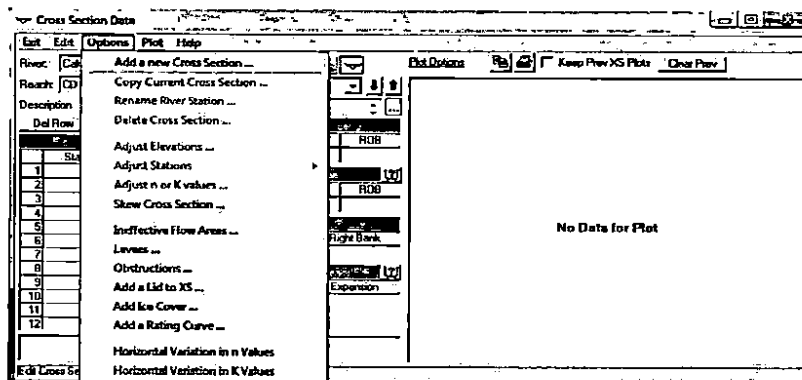 Cross Section Data
Exit Edit Options Plot Help
River:
Reach:
Description
Del Row
1
2
3
4
5
6
7
8
9
10
11
12
Add a new Cross Section ...
Copy Current Cross Section ...
Rename River Station ...
Delete Cross Section ...
Adjust Elevations ...
Adjust Stations
Adjust n or K values ...
Skew Cross Section ...
Ineffective Flow Areas ...
Levees ...
Obstructions ...
Add a Lid to XS ...
Add Ice Cover ...
Add a Rating Curve ...
Horizontal Variation in n Values
Horizontal Variation in K Values
ROB
ROB
Right Bank
Expansion
Plot Options Keep Prev XS Plots Clear Prev
No Data for Plot